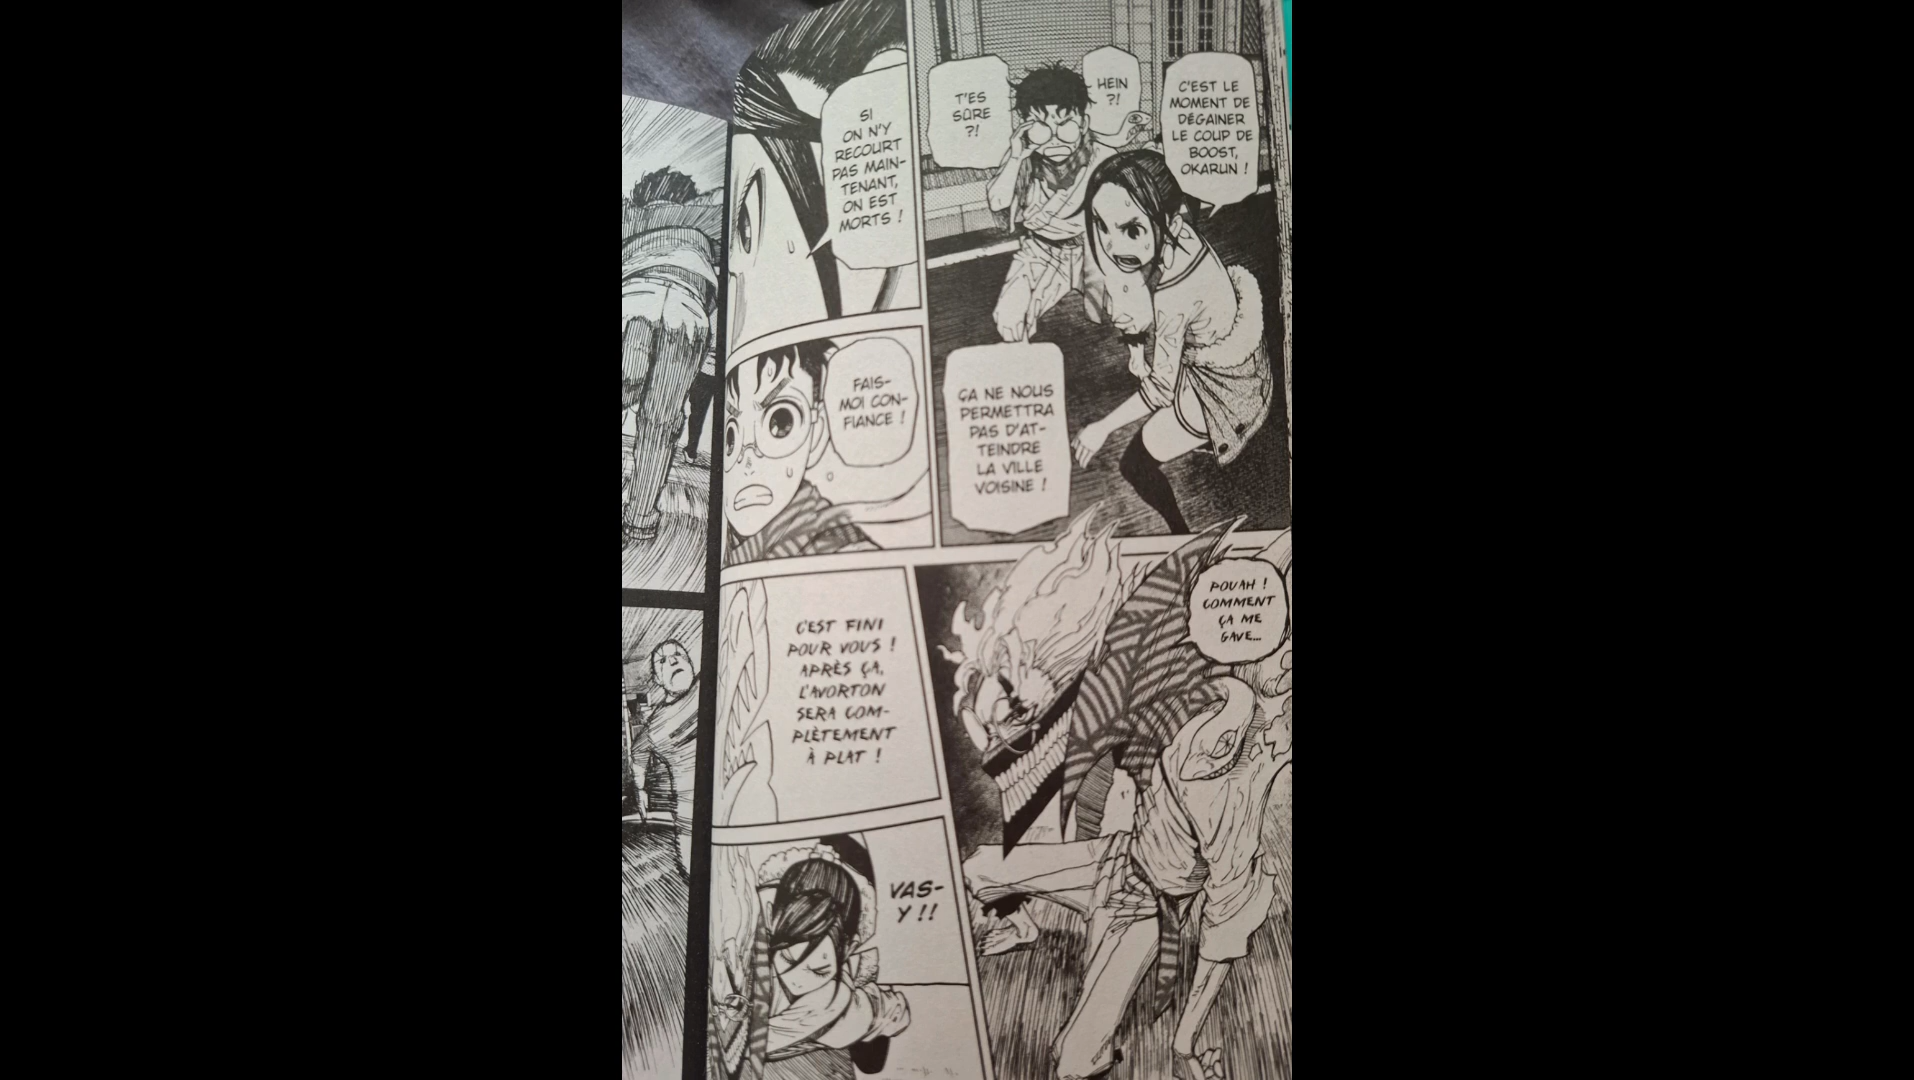 C'EST LE
MOMENT DE
DÉGAINER
LE COUP DE
BOOST,
OKARUN !
HEIN
?!
T'ES
SÛRE
?!
ÇA NE NOUS
PERMETTRA
PAS D'AT-
TEINDRE
LA VILLE
VOISINE !
SI
ON N'Y
RECOURT
PAS MAIN-
TENANT,
ON EST
MORTS !
FAIS-
MOI CON-
FIANCE !
POUAH !
COMMENT
ÇA ME
GAVE...
C'EST FINI
POUR VOUS !
APRÈS ÇA,
L'AVORTON
SERA COM-
PLÈTEMENT
À PLAT !
VAS-
Y !!